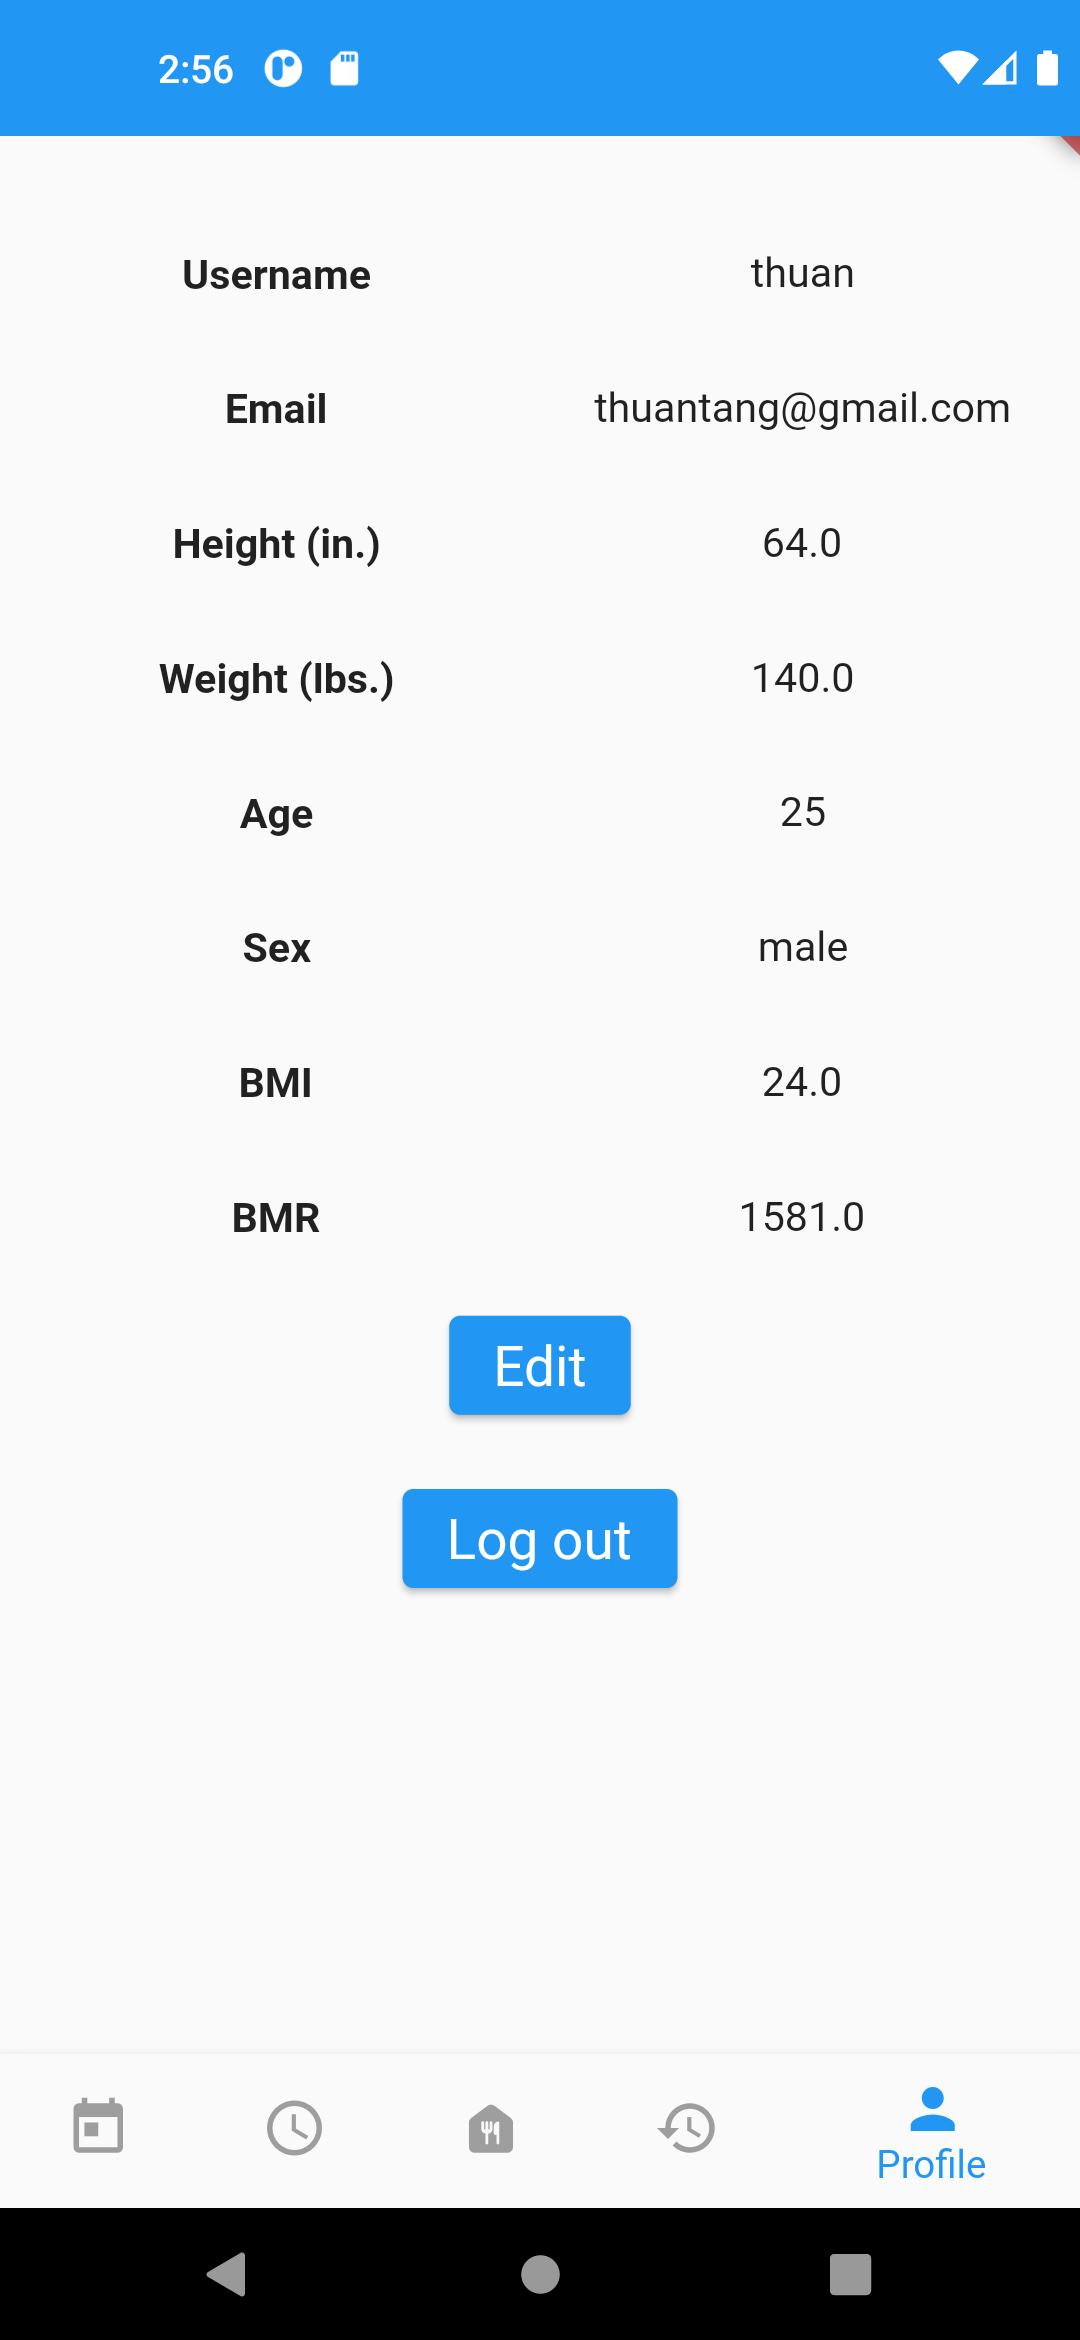 2:56
Username thuan
Email thuantang@gmail.com
Height (in.) 64.0
Weight (lbs.) 140.0
Age 25
Sex male
BMI 24.0
BMR 1581.0
Edit
Log out
Profile